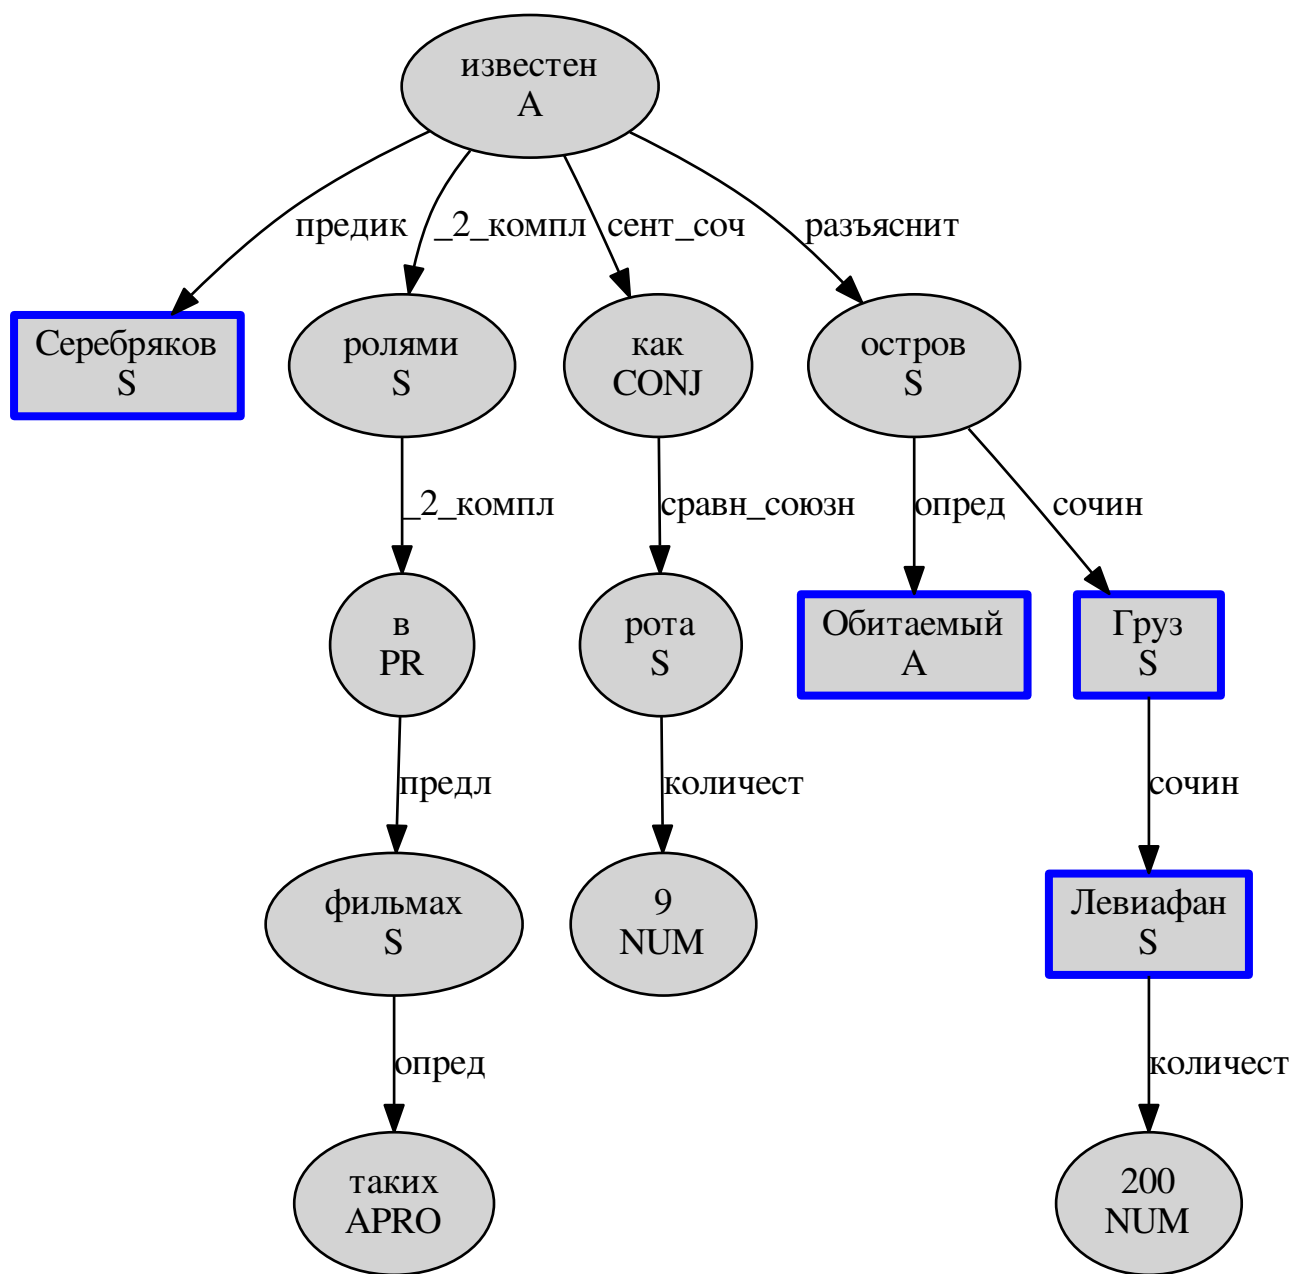 известен
A
предик
_2_компл
сент_соч
разъяснит
Серебряков
S
ролями
S
как
CONJ
остров
S
_2_компл
сравн_союзн
опред
сочин
в
PR
рота
S
Обитаемый
A
Груз
S
предл
количест
сочин
фильмах
S
9
NUM
Левиафан
S
опред
количест
таких
APRO
200
NUM